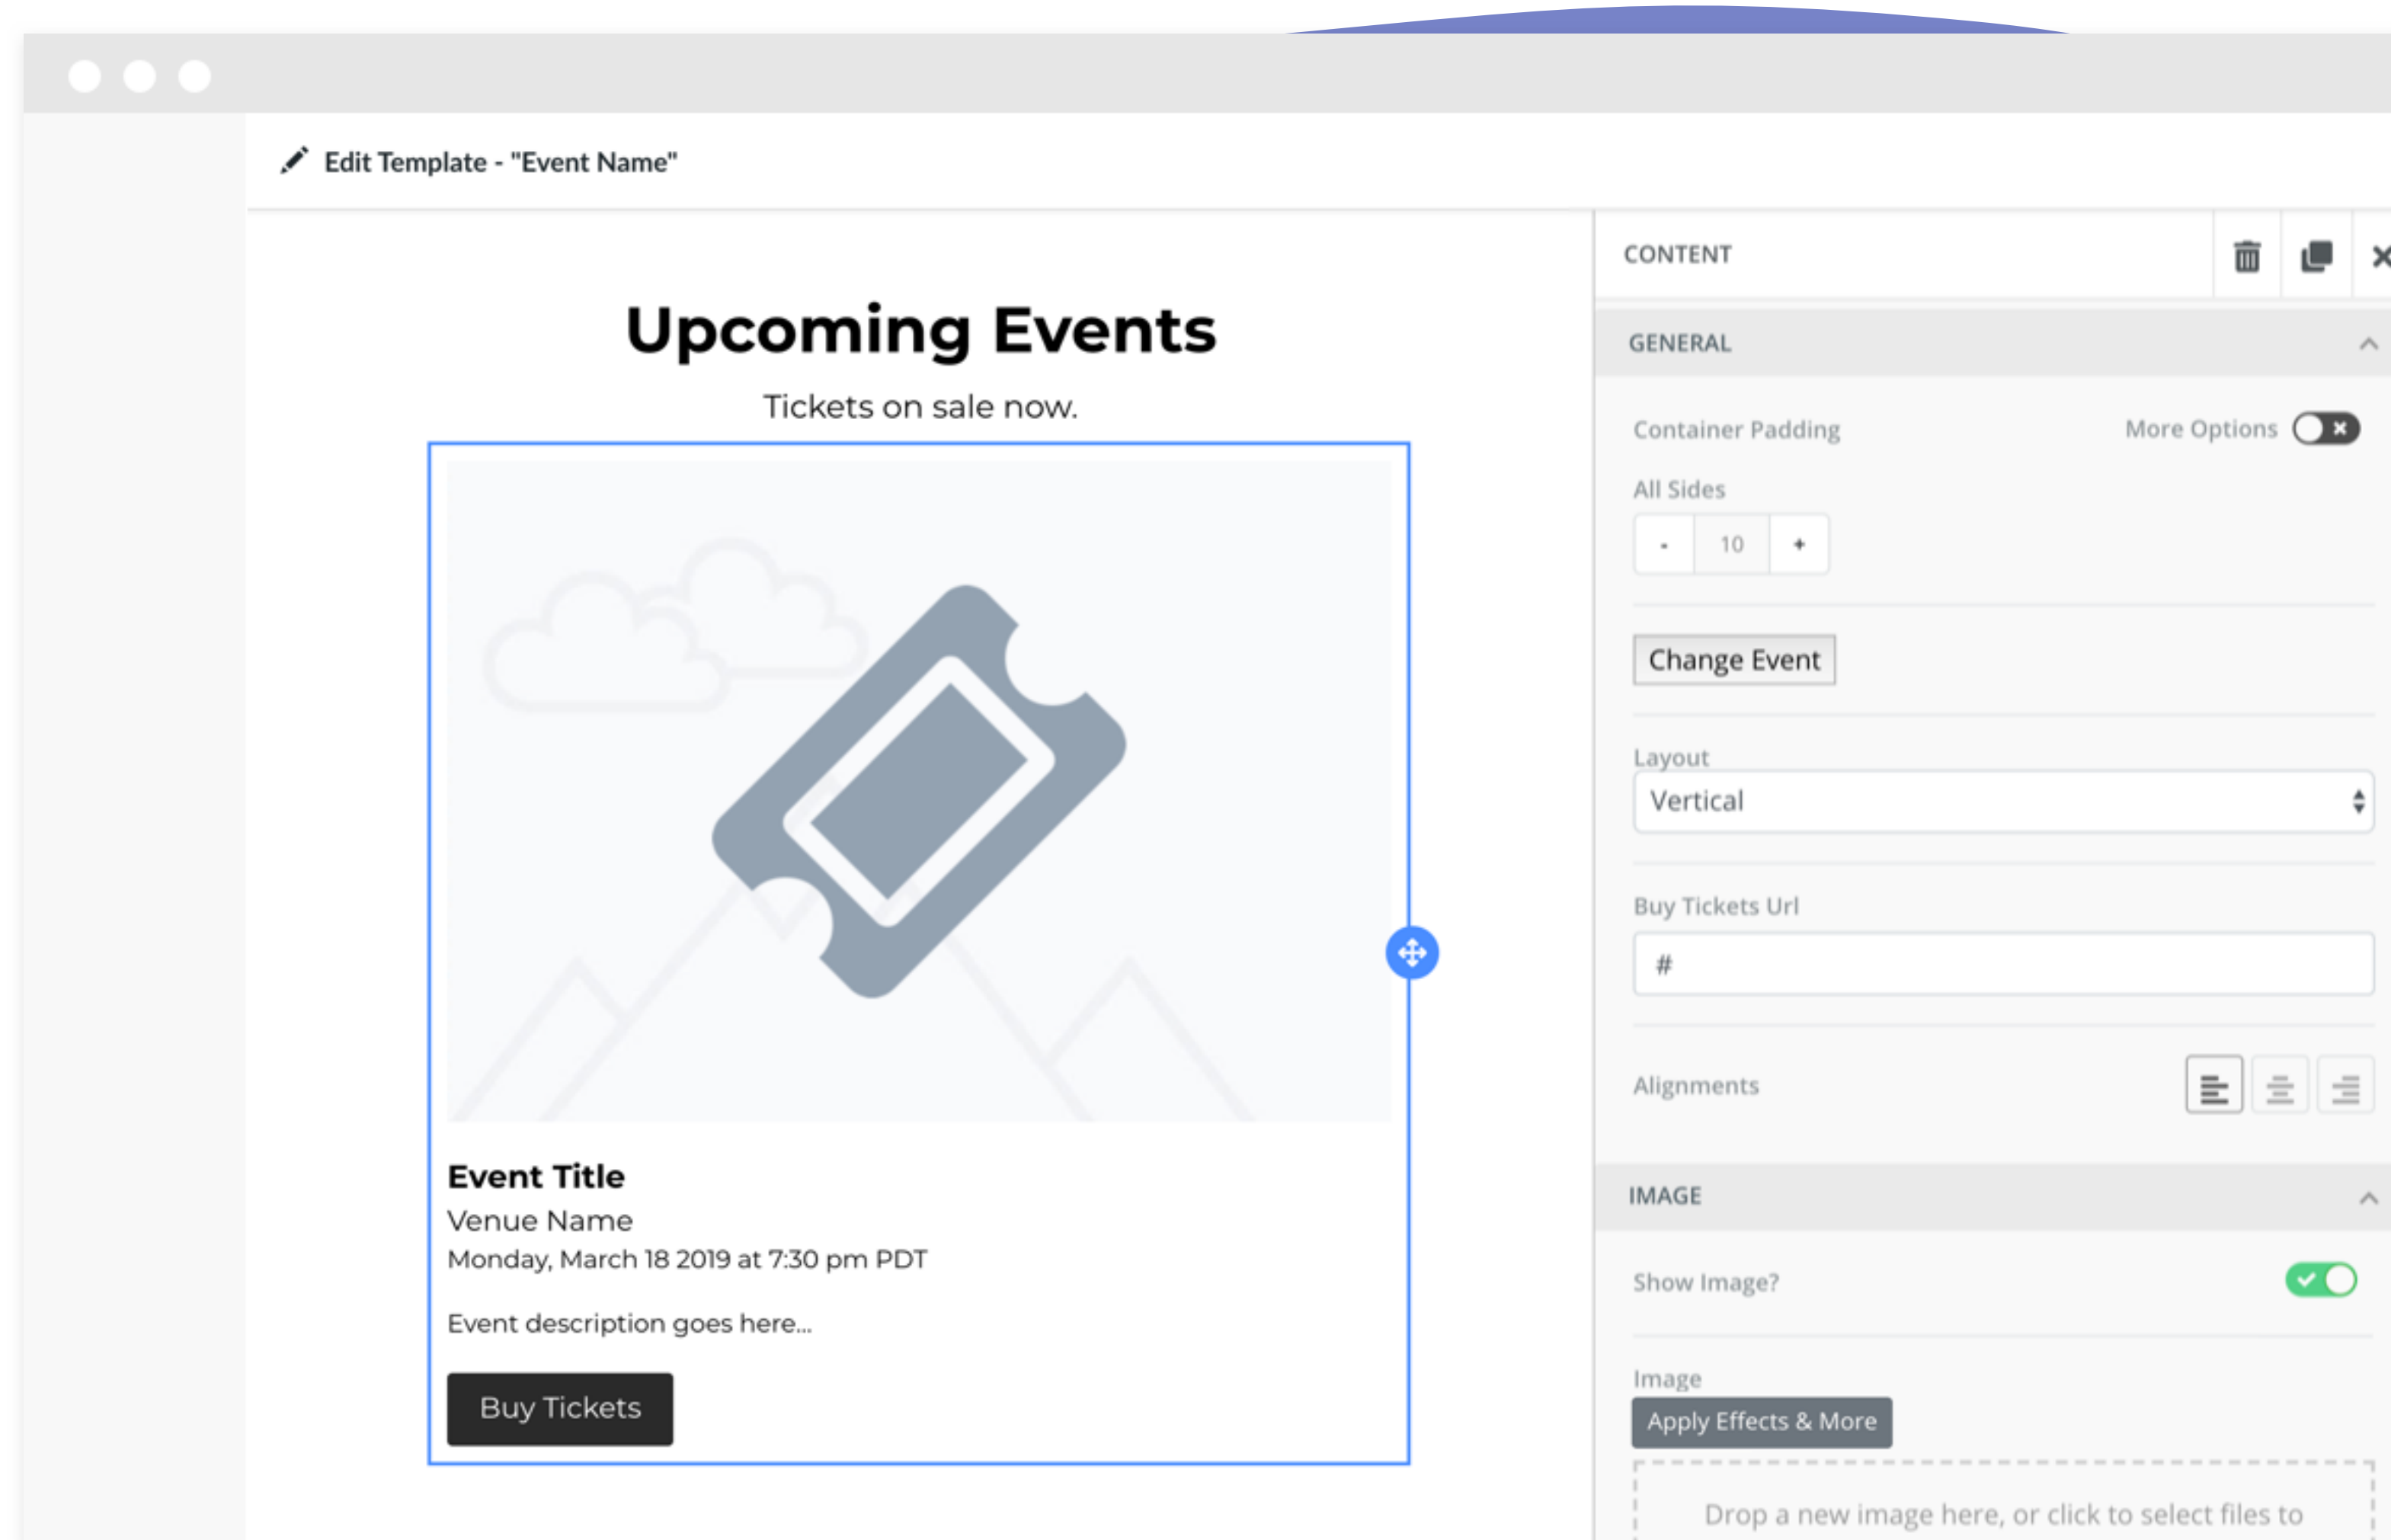 Edit Template - "Event Name"
Upcoming Events
Tickets on sale now.
Event Title
Venue Name
Monday, March 18 2019 at 7:30 pm PDT
Event description goes here...
Buy Tickets
CONTENT
GENERAL
Container Padding
More Options
All Sides
- 10 +
Change Event
Layout
Vertical
Buy Tickets Url
#
Alignments
IMAGE
Show Image?
Image
Apply Effects & More
Drop a new image here, or click to select files to